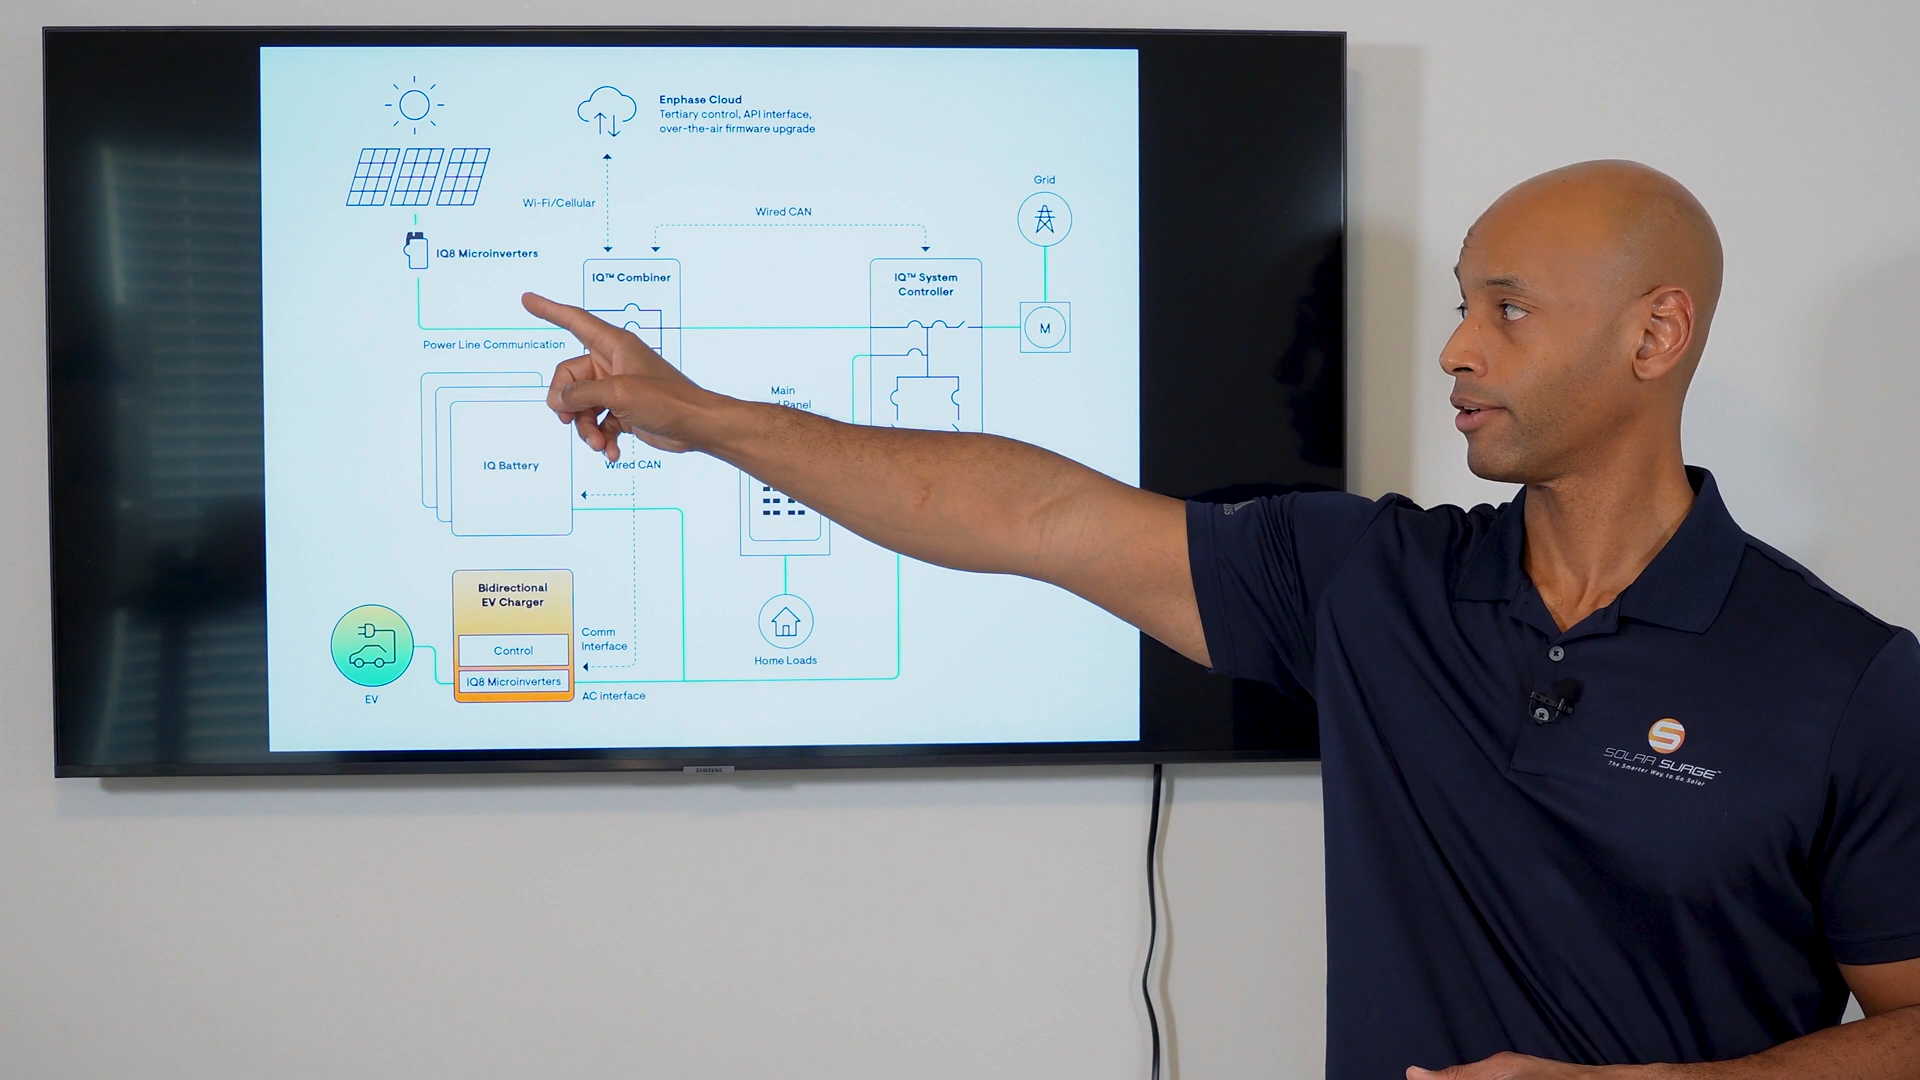 Enphase Cloud
Tertiary control, API interface,
over-the-air firmware upgrade
Grid
Wi-Fi/Cellular
Wired CAN
IQ8 Microinverters
IQ™ Combiner
IQ™ System
Controller
M
Power Line Communication
Main
Panel
IQ Battery
Wired CAN
Bidirectional
EV Charger
Control
IQ8 Microinverters
Comm
Interface
AC interface
EV
Home Loads
SAMSUNG
S
SOLAR SURGE™
The Smarter Way to Go Solar